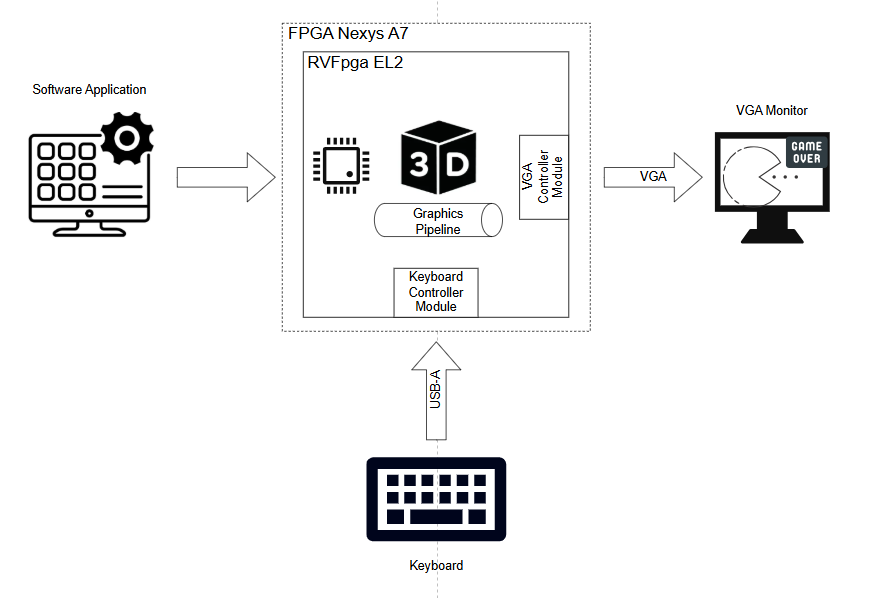 FPGA Nexys A7
RVFpga EL2
Software Application
VGA Monitor
3D
GAME
OVER
VGA
Controller
Module
VGA
Graphics
Pipeline
Keyboard
Controller
Module
USB-A
Keyboard